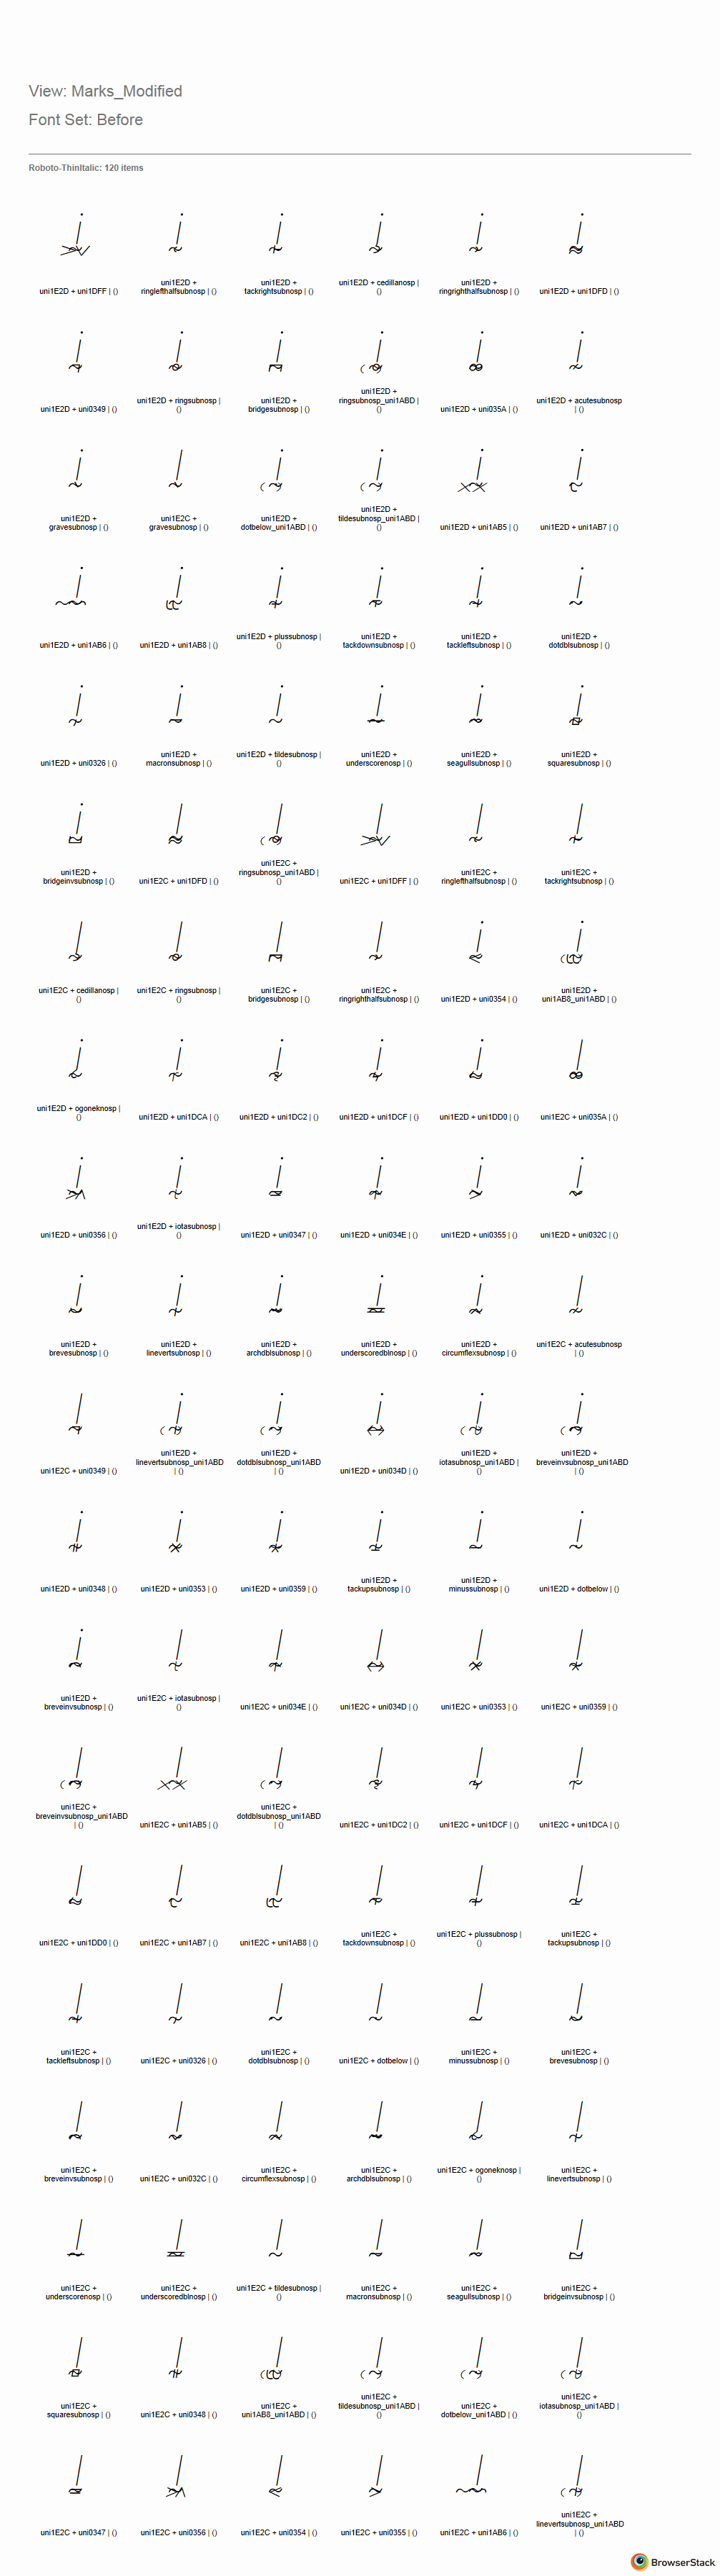 View: Marks_Modified
Font Set: Before
Roboto-ThinItalic: 120 items
uni1E2D + uni1DFF | ()
uni1E2D +
ringlefthalfsubnosp | ()
uni1E2D +
tackrightsubnosp | ()
uni1E2D + cedillanosp |
()
uni1E2D +
ringrighthalfsubnosp | ()
uni1E2D + uni1DFD | ()
uni1E2D + uni0349 | ()
uni1E2D + ringsubnosp |
()
uni1E2D +
bridgesubnosp | ()
uni1E2D +
ringsubnosp_uni1ABD |
()
uni1E2D + uni035A | ()
uni1E2D + acutesubnosp
| ()
uni1E2D +
gravesubnosp | ()
uni1E2C +
gravesubnosp | ()
uni1E2D +
dotbelow_uni1ABD | ()
uni1E2D +
tildesubnosp_uni1ABD |
()
uni1E2D + uni1AB5 | ()
uni1E2D + uni1AB7 | ()
uni1E2D + uni1AB6 | ()
uni1E2D + uni1AB8 | ()
uni1E2D + plussubnosp |
()
uni1E2D +
tackdownsubnosp | ()
uni1E2D +
tackleftsubnosp | ()
uni1E2D +
dotdblsubnosp | ()
uni1E2D + uni0326 | ()
uni1E2D +
macronsubnosp | ()
uni1E2D + tildesubnosp |
()
uni1E2D +
underscorenosp | ()
uni1E2D +
seagullsubnosp | ()
uni1E2D +
squaresubnosp | ()
uni1E2D +
bridgeinvsubnosp | ()
uni1E2C + uni1DFD | ()
uni1E2C +
ringsubnosp_uni1ABD |
()
uni1E2C + uni1DFF | ()
uni1E2C +
ringlefthalfsubnosp | ()
uni1E2C +
tackrightsubnosp | ()
uni1E2C + cedillanosp |
()
uni1E2C + ringsubnosp |
()
uni1E2C +
bridgesubnosp | ()
uni1E2C +
ringrighthalfsubnosp | ()
uni1E2D + uni0354 | ()
uni1E2D +
uni1AB8_uni1ABD | ()
uni1E2D + ogoneknosp |
()
uni1E2D + uni1DCA | ()
uni1E2D + uni1DC2 | ()
uni1E2D + uni1DCF | ()
uni1E2D + uni1DD0 | ()
uni1E2C + uni035A | ()
uni1E2D + uni0356 | ()
uni1E2D + iotasubnosp |
()
uni1E2D + uni0347 | ()
uni1E2D + uni034E | ()
uni1E2D + uni0355 | ()
uni1E2D + uni032C | ()
uni1E2D +
brevesubnosp | ()
uni1E2D +
linevertsubnosp | ()
uni1E2D +
archdblsubnosp | ()
uni1E2D +
underscoredblnosp | ()
uni1E2D +
circumflexsubnosp | ()
uni1E2C + acutesubnosp
| ()
uni1E2C + uni0349 | ()
uni1E2D +
linevertsubnosp_uni1ABD
| ()
uni1E2D +
dotdblsubnosp_uni1ABD
| ()
uni1E2D + uni034D | ()
uni1E2D +
iotasubnosp_uni1ABD |
()
uni1E2D +
breveinvsubnosp_uni1ABD
| ()
uni1E2D + uni0348 | ()
uni1E2D + uni0353 | ()
uni1E2D + uni0359 | ()
uni1E2D +
tackupsubnosp | ()
uni1E2D +
minussubnosp | ()
uni1E2D + dotbelow | ()
uni1E2D +
breveinvsubnosp | ()
uni1E2C + iotasubnosp |
()
uni1E2C + uni034E | ()
uni1E2C + uni034D | ()
uni1E2C + uni0353 | ()
uni1E2C + uni0359 | ()
uni1E2C +
breveinvsubnosp_uni1ABD
| ()
uni1E2C + uni1AB5 | ()
uni1E2C +
dotdblsubnosp_uni1ABD
| ()
uni1E2C + uni1DC2 | ()
uni1E2C + uni1DCF | ()
uni1E2C + uni1DCA | ()
uni1E2C + uni1DD0 | ()
uni1E2C + uni1AB7 | ()
uni1E2C + uni1AB8 | ()
uni1E2C +
tackdownsubnosp | ()
uni1E2C + plussubnosp |
()
uni1E2C +
tackupsubnosp | ()
uni1E2C +
tackleftsubnosp | ()
uni1E2C + uni0326 | ()
uni1E2C +
dotdblsubnosp | ()
uni1E2C + dotbelow | ()
uni1E2C +
minussubnosp | ()
uni1E2C +
brevesubnosp | ()
uni1E2C +
breveinvsubnosp | ()
uni1E2C + uni032C | ()
uni1E2C +
circumflexsubnosp | ()
uni1E2C +
archdblsubnosp | ()
uni1E2C + ogoneknosp |
()
uni1E2C +
linevertsubnosp | ()
uni1E2C +
underscorenosp | ()
uni1E2C +
underscoredblnosp | ()
uni1E2C + tildesubnosp |
()
uni1E2C +
macronsubnosp | ()
uni1E2C +
seagullsubnosp | ()
uni1E2C +
bridgeinvsubnosp | ()
uni1E2C +
squaresubnosp | ()
uni1E2C + uni0348 | ()
uni1E2C +
uni1AB8_uni1ABD | ()
uni1E2C +
tildesubnosp_uni1ABD |
()
uni1E2C +
dotbelow_uni1ABD | ()
uni1E2C +
iotasubnosp_uni1ABD |
()
uni1E2C + uni0347 | ()
uni1E2C + uni0356 | ()
uni1E2C + uni0354 | ()
uni1E2C + uni0355 | ()
uni1E2C + uni1AB6 | ()
uni1E2C +
linevertsubnosp_uni1ABD
| ()
BrowserStack